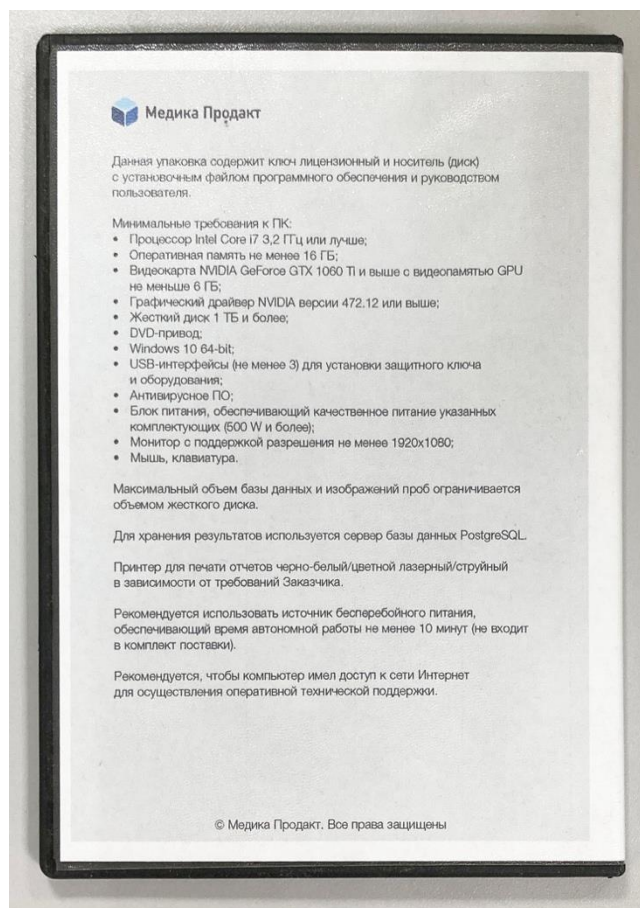 Медика Продакт
Данная упаковка содержит ключ лицензионный и носитель (диск)
с установочным файлом программного обеспечения и руководством
пользователя.
Минимальные требования к ПК:
• Процессор Intel Core i7 3,2 ГГц или лучше;
• Оперативная память не менее 16 ГБ;
• Видеокарта NVIDIA GeForce GTX 1060 Ti и выше с видеопамятью GPU
не меньше 6 ГБ;
• Графический драйвер NVIDIA версии 472.12 или выше;
• Жесткий диск 1 ТБ и более;
• DVD-привод;
• Windows 10 64-bit;
• USB-интерфейсы (не менее 3) для установки защитного ключа
и оборудования;
• Антивирусное ПО;
• Блок питания, обеспечивающий качественное питание указанных
комплектующих (500 W и более);
• Монитор с поддержкой разрешения не менее 1920x1080;
• Мышь, клавиатура.
Максимальный объем базы данных и изображений проб ограничивается
объемом жесткого диска.
Для хранения результатов используется сервер базы данных PostgreSQL.
Принтер для печати отчетов черно-белый/цветной лазерный/струйный
в зависимости от требований Заказчика.
Рекомендуется использовать источник бесперебойного питания,
обеспечивающий время автономной работы не менее 10 минут (не входит
в комплект поставки).
Рекомендуется, чтобы компьютер имел доступ к сети Интернет
для осуществления оперативной технической поддержки.
© Медика Продакт. Все права защищены